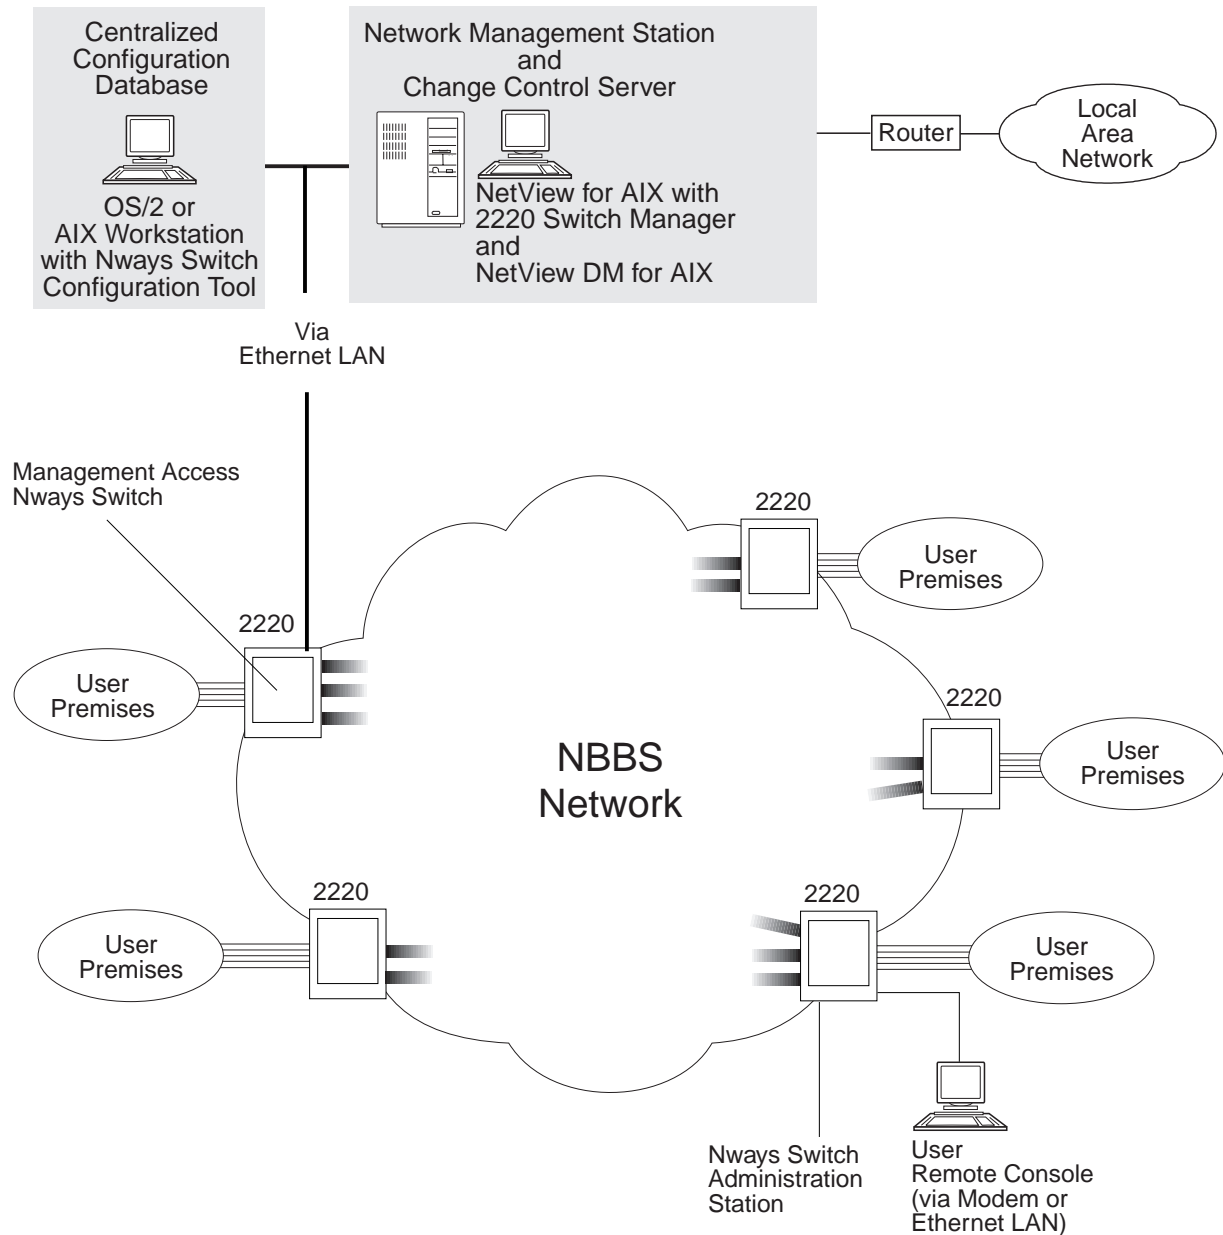 Centralized
Configuration
Database
OS/2 or
AIX Workstation
with Nways Switch
Configuration Tool
Network Management Station
and
Change Control Server
NetView for AIX with
2220 Switch Manager
and
NetView DM for AIX
Router
Local
Area
Network
Via
Ethernet LAN
Management Access
Nways Switch
2220
User
Premises
2220
User
Premises
2220
User
Premises
NBBS
Network
2220
User
Premises
2220
User
Premises
Nways Switch
Administration
Station
User
Remote Console
(via Modem or
Ethernet LAN)